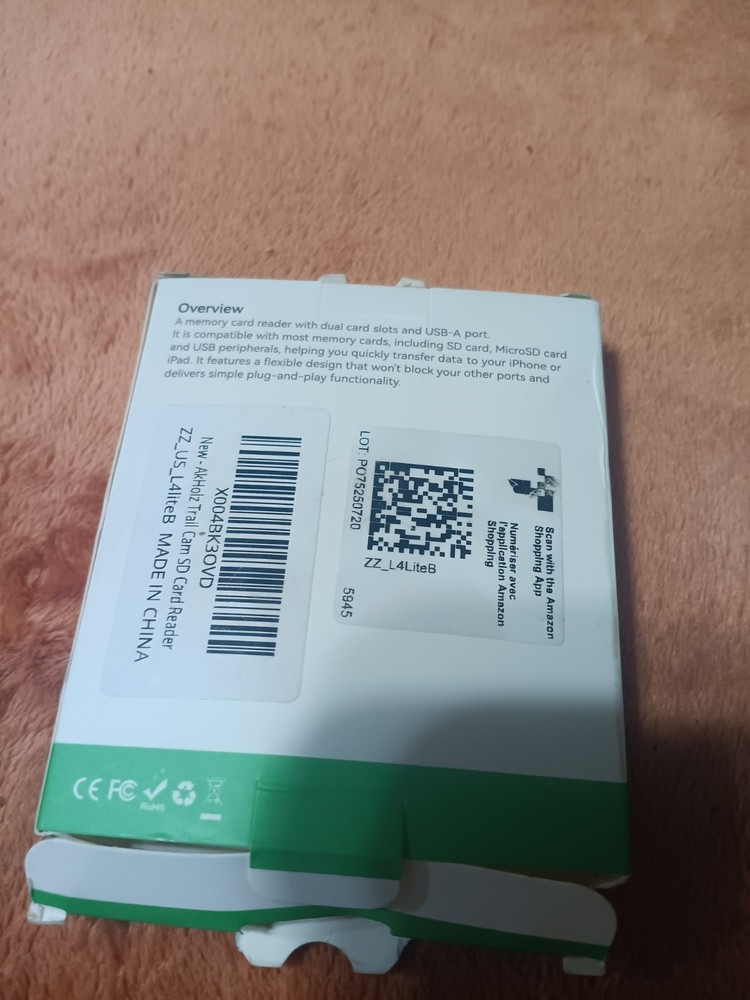 Overview
A memory card reader with dual card slots and USB-A port.
It is compatible with most memory cards, including SD card, MicroSD card
and USB peripherals, helping you quickly transfer data to your iPhone or
iPad. It features a flexible design that won't block your other ports and
delivers simple plug-and-play functionality.
X004BK3OVD
New - AkHolz Trail Cam SD Card Reader
ZZ_US_L4liteB MADE IN CHINA
Scan with the Amazon
Shopping App
Numériser avec
l'application Amazon
Shopping
ZZ_L4LiteB
LOT: PO75250720
5945
CE FC
RoHS